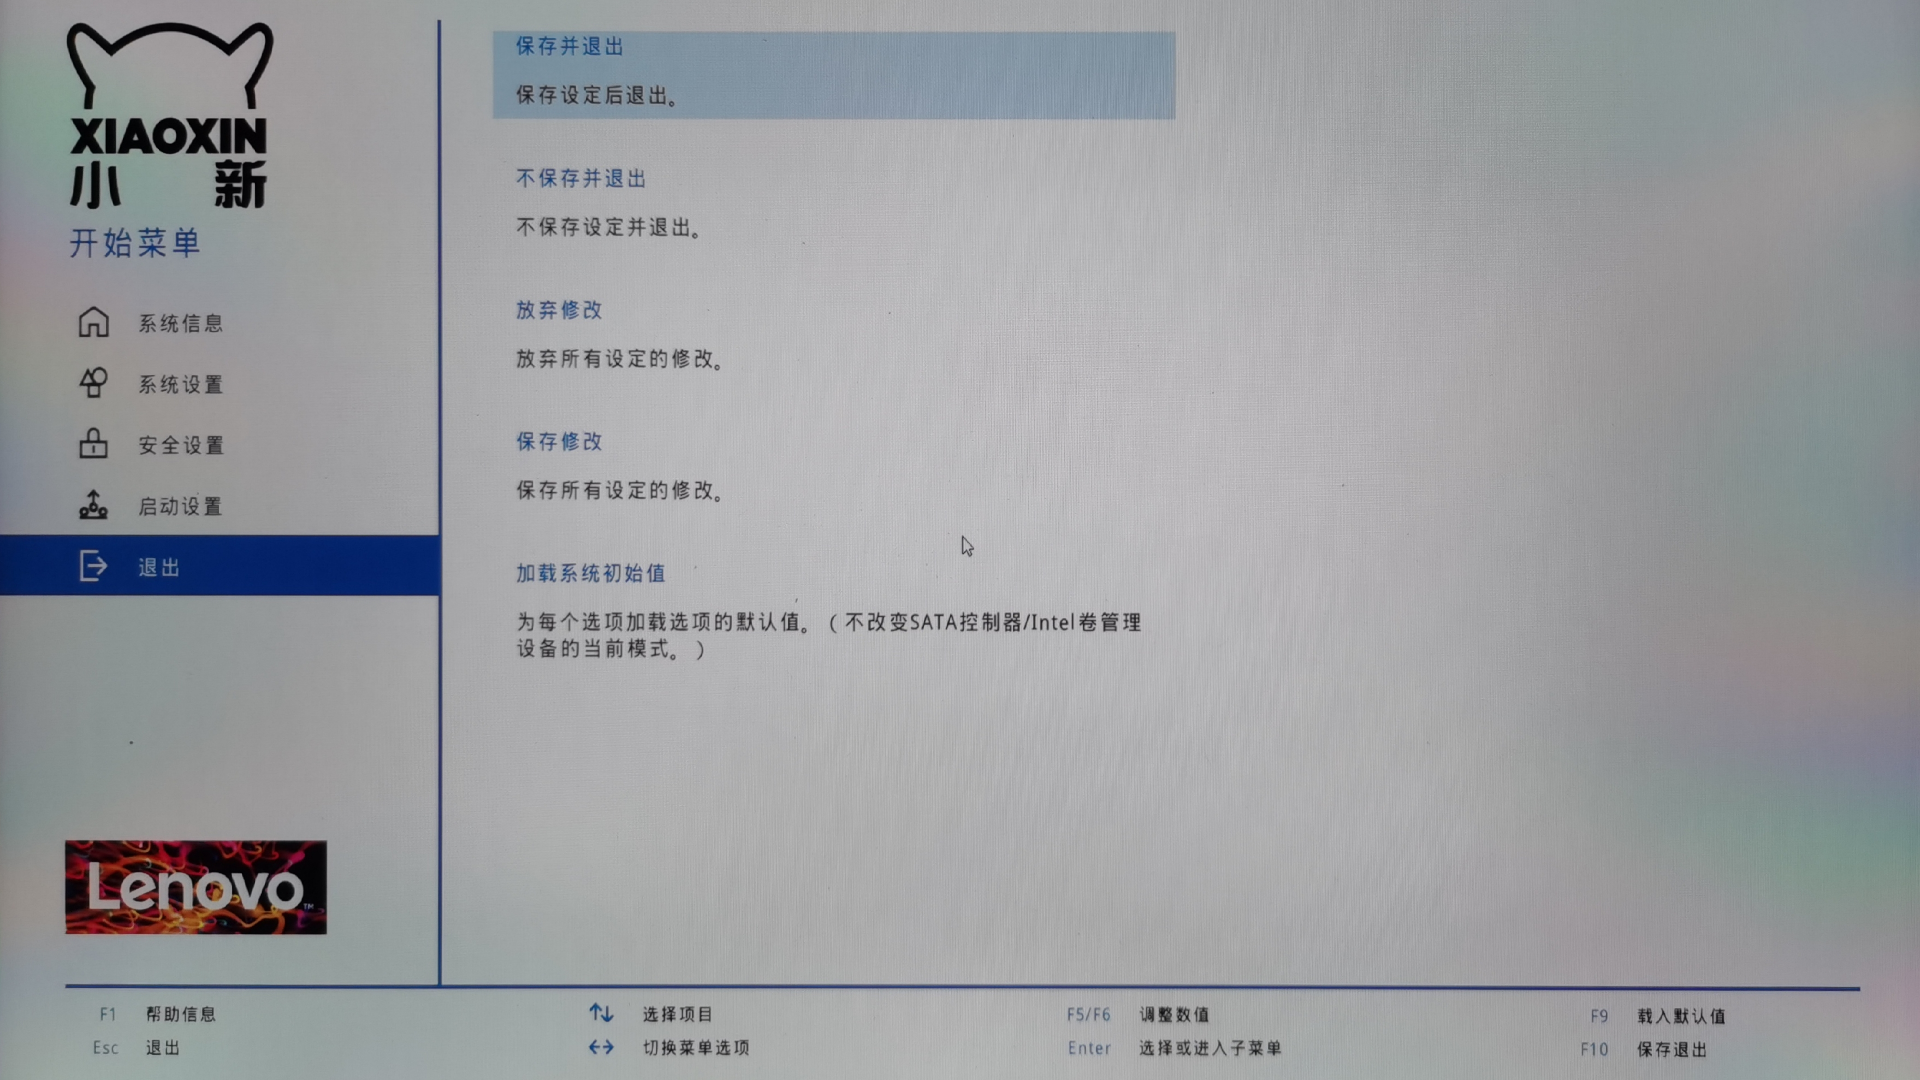 XIAOXIN
小 新
开始菜单
系统信息
系统设置
安全设置
启动设置
退出
Lenovo™
保存并退出
保存设定后退出。
不保存并退出
不保存设定并退出。
放弃修改
放弃所有设定的修改。
保存修改
保存所有设定的修改。
加载系统初始值
为每个选项加载选项的默认值。（不改变SATA控制器/Intel卷管理
设备的当前模式。）
F1 帮助信息
Esc 退出
↑↓ 选择项目
←→ 切换菜单选项
F5/F6 调整数值
Enter 选择或进入子菜单
F9 载入默认值
F10 保存退出